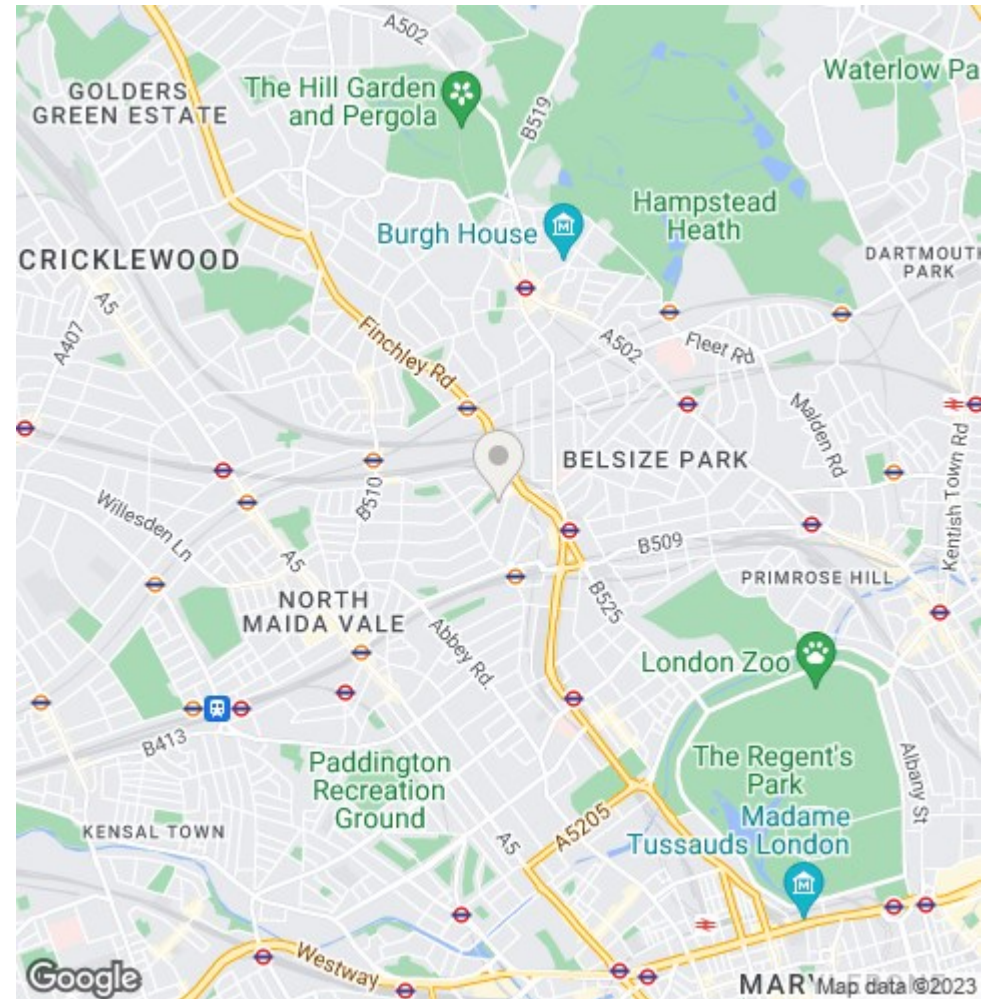 A502
GOLDERS
GREEN ESTATE
The Hill Garden
and Pergola
B519
Waterlow Pa
Burgh House
Hampstead
Heath
CRICKLEWOOD
DARTMOUTH
PARK
A5
A407
Finchley Rd
A502
Fleet Rd
Malden Rd
BELSIZE PARK
Kentish Town Rd
B510
Willesden Ln
A5
B509
PRIMROSE HILL
NORTH
MAIDA VALE
B525
Abbey Rd.
London Zoo
B413
Paddington
Recreation
Ground
The Regent's
Park
Albany St
Madame
Tussauds London
KENSAL TOWN
A5
A5205
Westway
Google
MAR
Map data ©2023